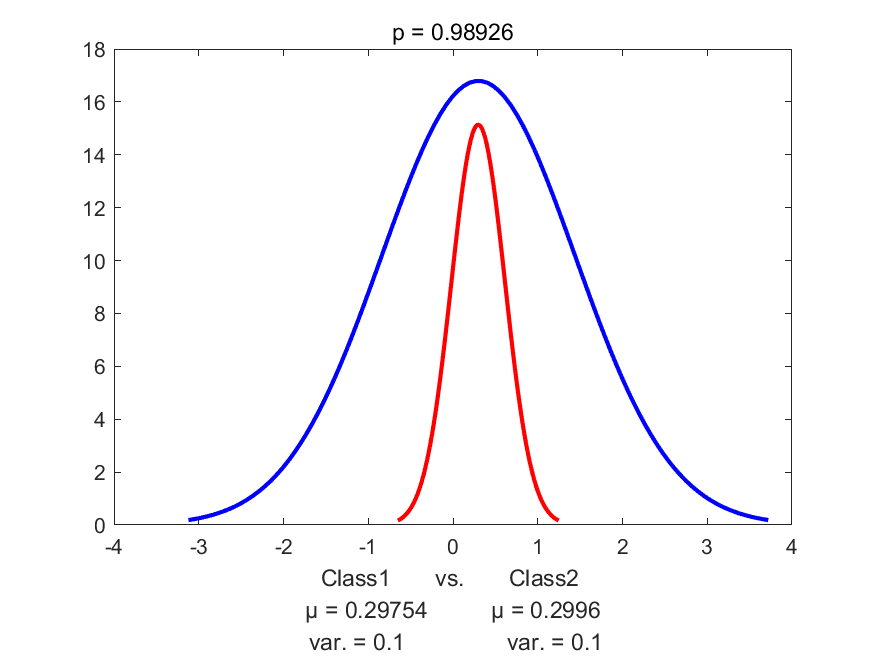 p = 0.98926
18
16
14
12
10
8
6
4
2
0
-4 -3 -2 -1 0 1 2 3 4
Class1 vs. Class2
μ = 0.29754 μ = 0.2996
var. = 0.1 var. = 0.1